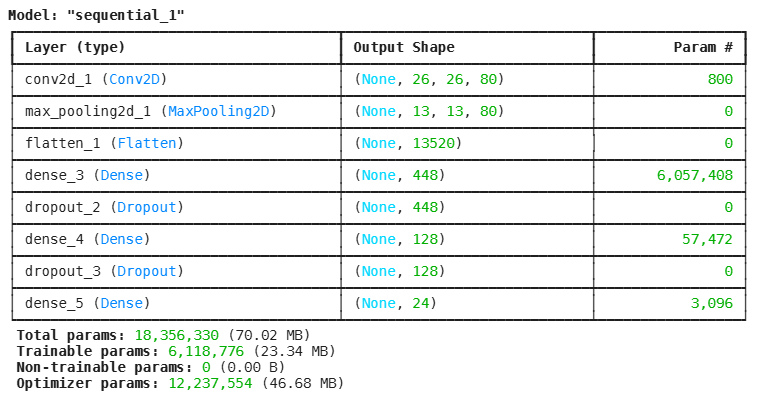 Model: "sequential_1"
Layer (type) Output Shape Param #
conv2d_1 (Conv2D) (None, 26, 26, 80) 800
max_pooling2d_1 (MaxPooling2D) (None, 13, 13, 80) 0
flatten_1 (Flatten) (None, 13520) 0
dense_3 (Dense) (None, 448) 6,057,408
dropout_2 (Dropout) (None, 448) 0
dense_4 (Dense) (None, 128) 57,472
dropout_3 (Dropout) (None, 128) 0
dense_5 (Dense) (None, 24) 3,096
Total params: 18,356,330 (70.02 MB)
Trainable params: 6,118,776 (23.34 MB)
Non-trainable params: 0 (0.00 B)
Optimizer params: 12,237,554 (46.68 MB)